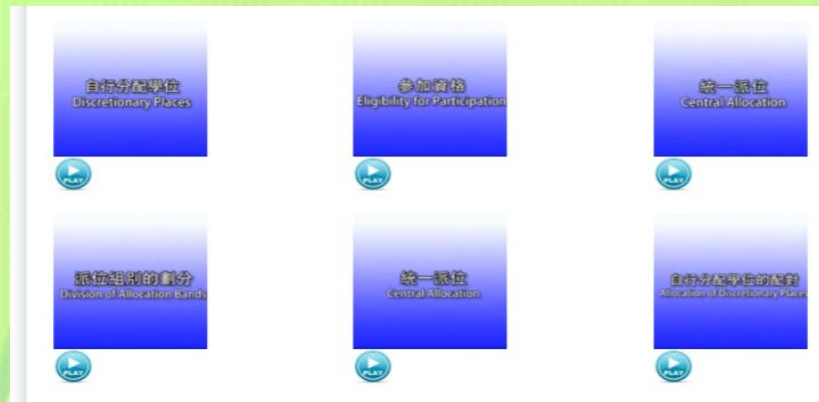 自行分配學位
Discretionary Places
參加資格
Eligibility for Participation
統一派位
Central Allocation
PLAY
PLAY
PLAY
派位組別的劃分
Division of Allocation Bands
統一派位
Central Allocation
自行分配學位的配對
Allocation of Discretionary Places
PLAY
PLAY
PLAY